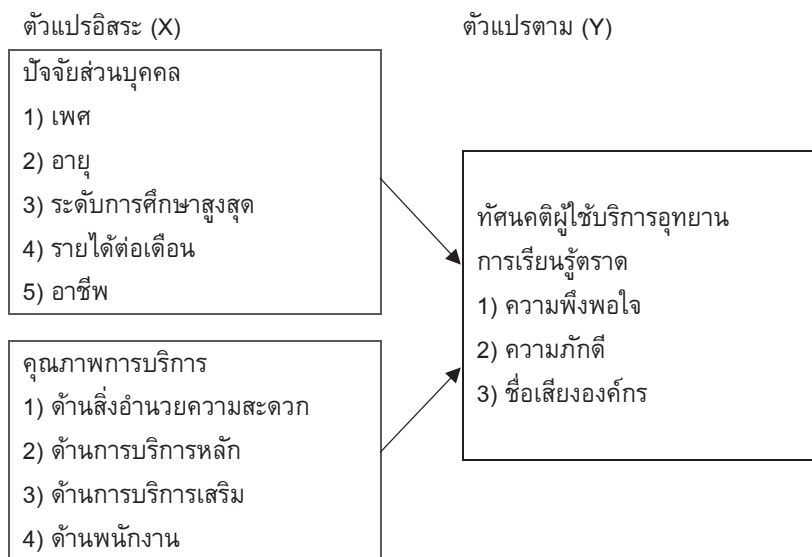 ตัวแปรอิสระ (X)
ตัวแปรตาม (Y)
ปัจจัยส่วนบุคคล
1) เพศ
2) อายุ
3) ระดับการศึกษาสูงสุด
4) รายได้ต่อเดือน
5) อาชีพ
คุณภาพการบริการ
1) ด้านสิ่งอำนวยความสะดวก
2) ด้านการบริการหลัก
3) ด้านการบริการเสริม
4) ด้านพนักงาน
ทัศนคติผู้ใช้บริการอุทยาน
การเรียนรู้ตราด
1) ความพึงพอใจ
2) ความภักดี
3) ชื่อเสียงองค์กร